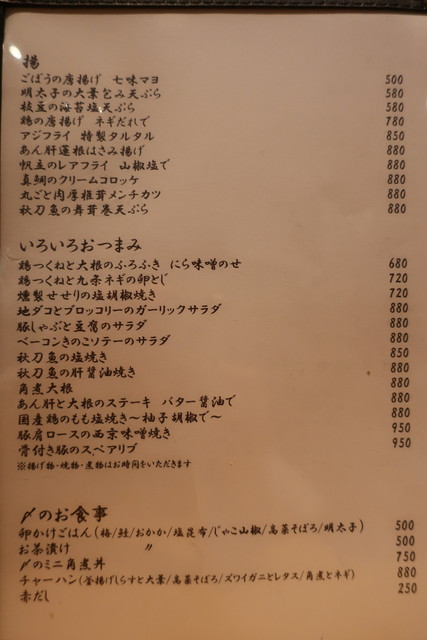 揚
ごぼうの唐揚げ 七味マヨ 500
明太子の大葉包み天ぷら 580
枝豆の海苔塩天ぷら 580
鶏の唐揚げ ネギだれで 780
アジフライ 特製タルタル 850
あん肝蓮根はさみ揚げ 880
帆立のレアフライ 山椒塩で 880
真鯛のクリームコロッケ 880
丸ごと肉厚椎茸メンチカツ 880
秋刀魚の舞茸巻天ぷら 880
いろいろおつまみ
鶏つくねと大根のふろふき にら味噌のせ 680
鶏つくねと九条ネギの卵とじ 720
燻製せせりの塩胡椒焼き 720
地ダコとブロッコリーのガーリックサラダ 880
豚しゃぶと豆腐のサラダ 880
ベーコンきのこソテーのサラダ 880
秋刀魚の塩焼き 850
秋刀魚の肝醤油焼き 880
角煮大根 880
あん肝と大根のステーキ バター醤油で 880
国産鶏のもも塩焼き〜柚子胡椒で〜 880
豚肩ロースの西京味噌焼き 950
骨付き豚のスペアリブ 950
※揚げ物・焼物・煮物はお時間をいただきます
〆のお食事
卵かけごはん(梅/鮭/おかか/塩昆布/じゃこ山椒/高菜そぼろ/明太子) 500
お茶漬け 〃 500
〆のミニ角煮丼 750
チャーハン(釜揚げしらすと大葉/高菜そぼろ/ズワイガニとレタス/角煮とネギ) 880
赤だし 250